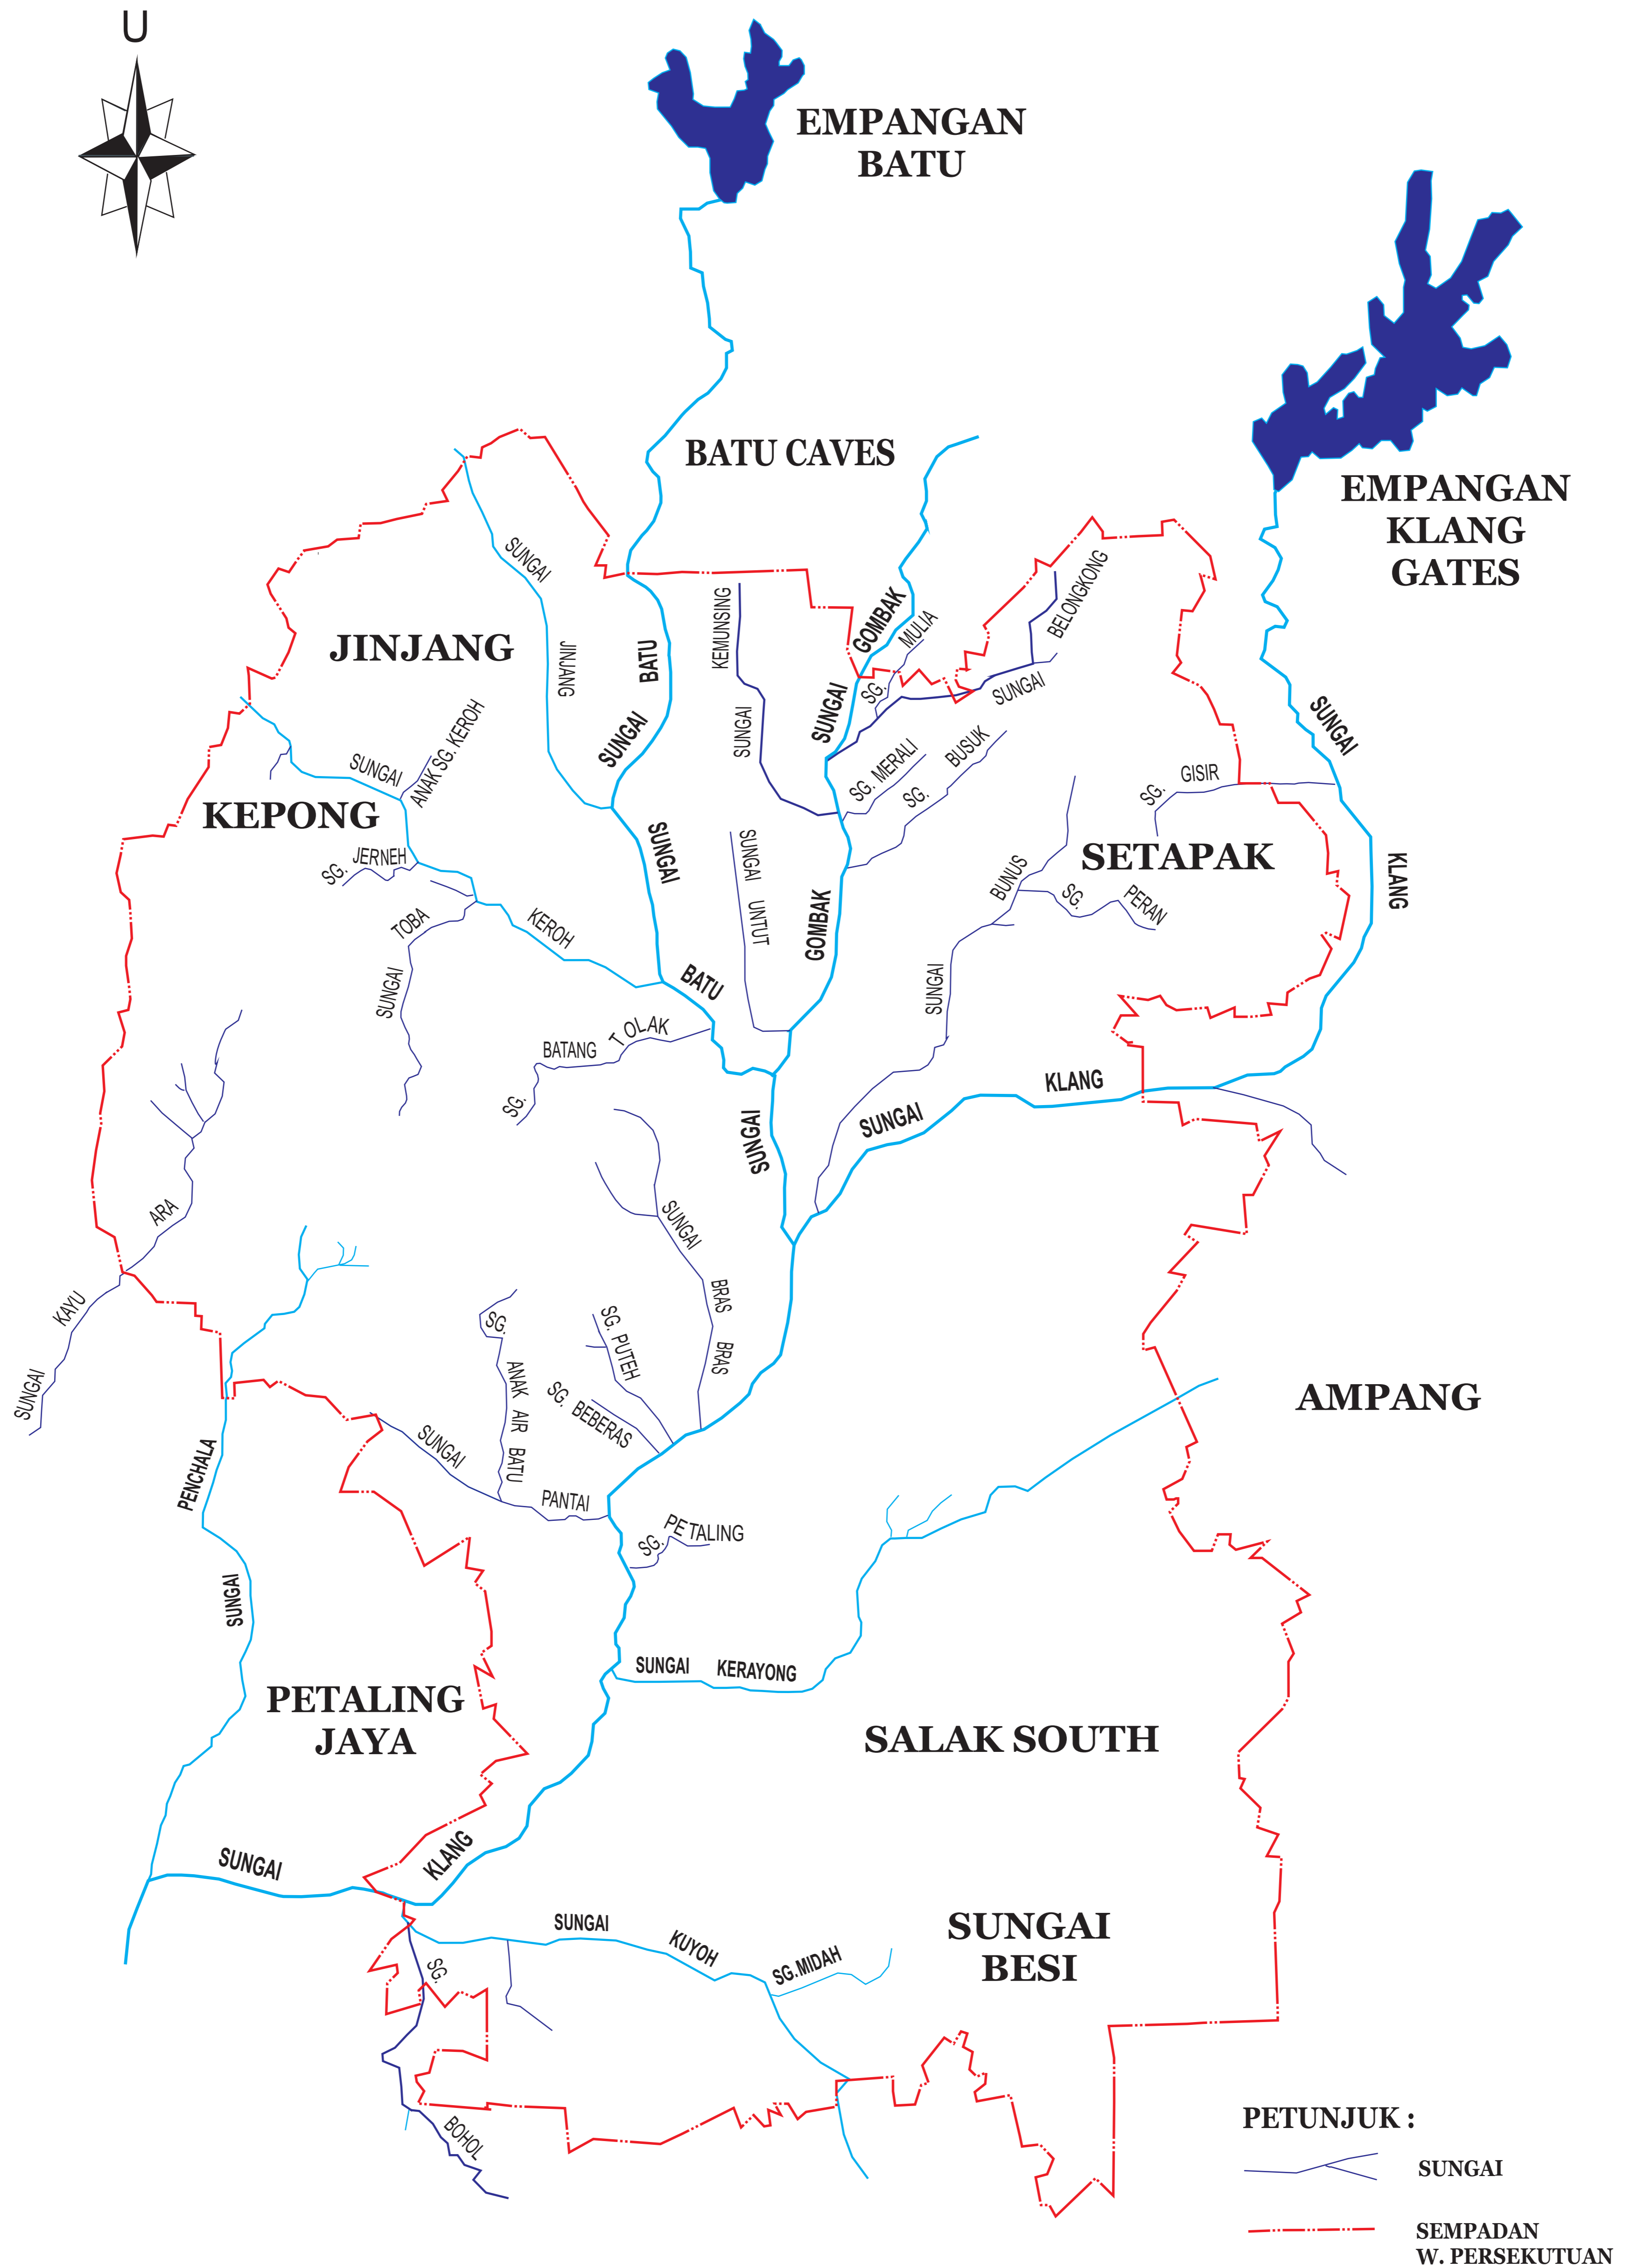 U
EMPANGAN
BATU
EMPANGAN
KLANG
GATES
BATU CAVES
SUNGAI
JINJANG
JINJANG
BATU
SUNGAI
KEMUNSING
SUNGAI
GOMBAK
SUNGAI
SG.
MULIA
BELONGKONG
SUNGAI
SUNGAI
KLANG
SG. MERALI
SG.
BUSUK
SG.
GISIR
SETAPAK
SUNGAI
ANAK SG. KEROH
KEPONG
SG.
JERNEH
TOBA
SUNGAI
KEROH
SUNGAI
BATU
SUNGAI
UNTUT
GOMBAK
BUNUS
SG.
PERAN
SUNGAI
SG.
BATANG
TOLAK
SUNGAI
SUNGAI
KLANG
ARA
KAYU
SUNGAI
SUNGAI
BRAS
BRAS
SG.
ANAK
AIR
BATU
SG. PUTEH
SG.
BEBERAS
SUNGAI
PANTAI
SG.
PETALING
AMPANG
PENCHALA
SUNGAI
SUNGAI
KERAYONG
PETALING
JAYA
SALAK SOUTH
SUNGAI
KLANG
SUNGAI
KUYOH
SG.MIDAH
SUNGAI
BESI
SG.
BOHOL
PETUNJUK :
SUNGAI
SEMPADAN
W. PERSEKUTUAN